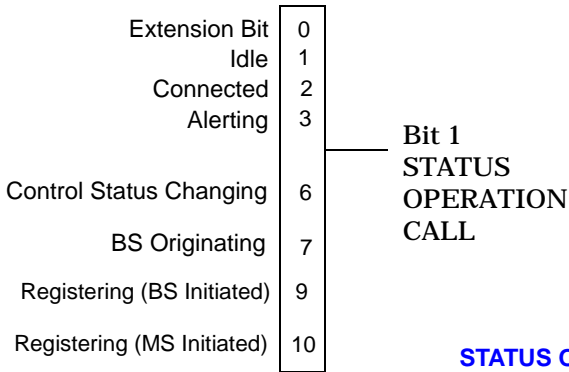 Extension Bit 0
Idle 1
Connected 2
Alerting 3
Control Status Changing 6
BS Originating 7
Registering (BS Initiated) 9
Registering (MS Initiated) 10
Bit 1
STATUS
OPERATION
CALL
STATUS